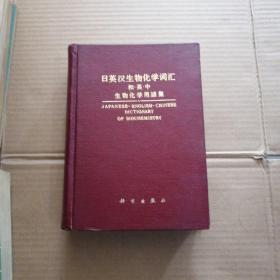 日英汉生物化学词汇
和·英·中
生物化学用語集
JAPANESE-ENGLISH-CHINESE
DICTIONARY
OF BIOCHEMISTRY
科学出版社